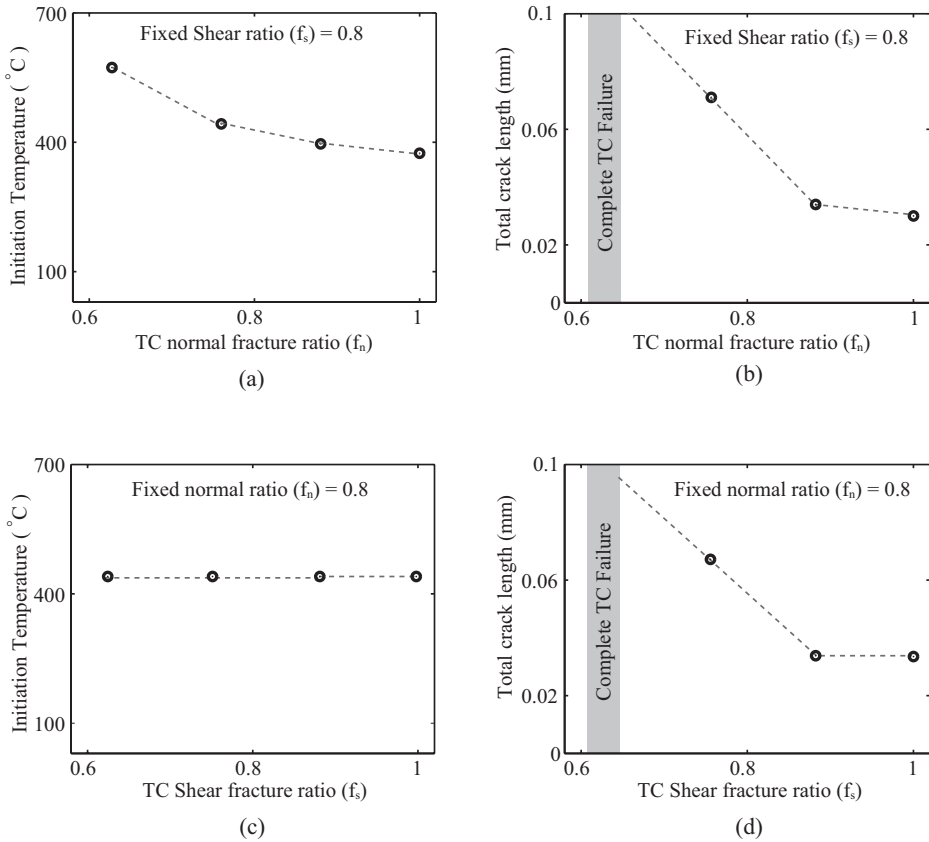 700
Fixed Shear ratio (fs) = 0.8
Initiation Temperature ( °C )
400
100
0.6
0.8
1
TC normal fracture ratio (fn)
(a)
0.1
Fixed Shear ratio (fs) = 0.8
Total crack length (mm)
0.06
Complete TC Failure
0.02
0
0.6
0.8
1
TC normal fracture ratio (fn)
(b)
700
Fixed normal ratio (fn) = 0.8
Initiation Temperature ( °C )
400
100
0.6
0.8
1
TC Shear fracture ratio (fs)
(c)
0.1
Fixed normal ratio (fn) = 0.8
Total crack length (mm)
0.06
Complete TC Failure
0.02
0
0.6
0.8
1
TC Shear fracture ratio (fs)
(d)